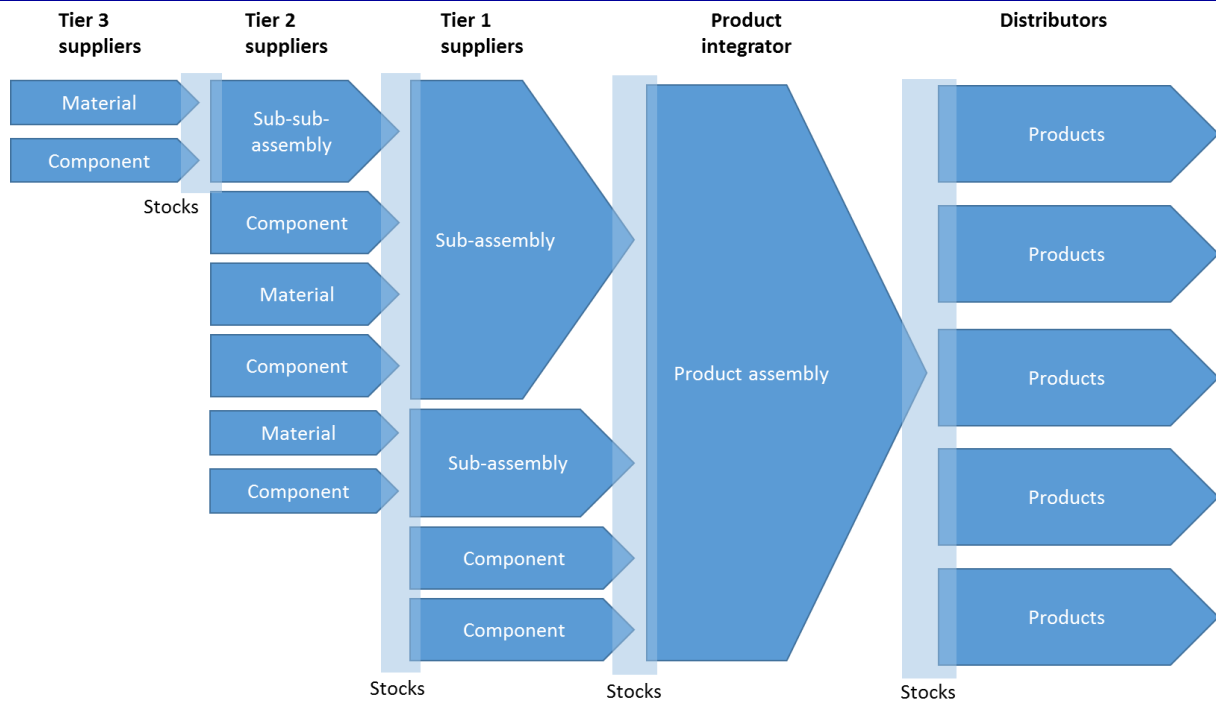 Tier 3
suppliers
Tier 2
suppliers
Tier 1
suppliers
Product
integrator
Distributors
Material
Component
Stocks
Sub-sub-
assembly
Component
Material
Component
Material
Component
Stocks
Sub-assembly
Sub-assembly
Component
Component
Stocks
Product assembly
Stocks
Products
Products
Products
Products
Products